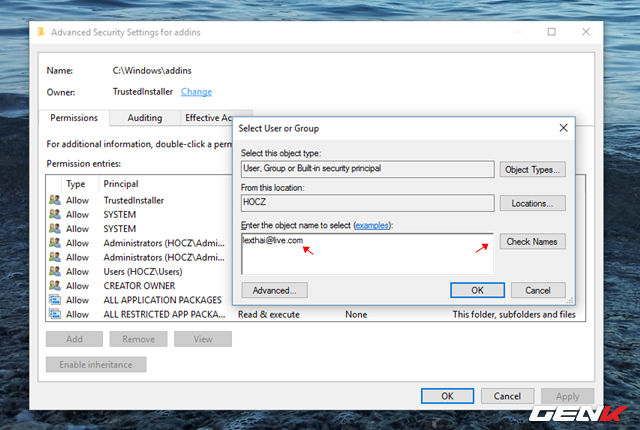 Advanced Security Settings for addins
Name: C:\Windows\addins
Owner: TrustedInstaller Change
Permissions Auditing Effective Ac
For additional information, double-click a perm
Permission entries:
Type Principal
Allow TrustedInstaller
Allow SYSTEM
Allow SYSTEM
Allow Administrators (HOCZ\Admi...
Allow Administrators (HOCZ\Admi...
Allow Users (HOCZ\Users)
Allow CREATOR OWNER
Allow ALL APPLICATION PACKAGES
Allow ALL RESTRICTED APP PACKA... Read & execute None This folder, subfolders and files
Add Remove View
Enable inheritance
OK Cancel Apply
Select User or Group
Select this object type:
User, Group or Built-in security principal Object Types...
From this location:
HOCZ Locations...
Enter the object name to select (examples):
lexthai@live.com Check Names
Advanced... OK Cancel
GENK